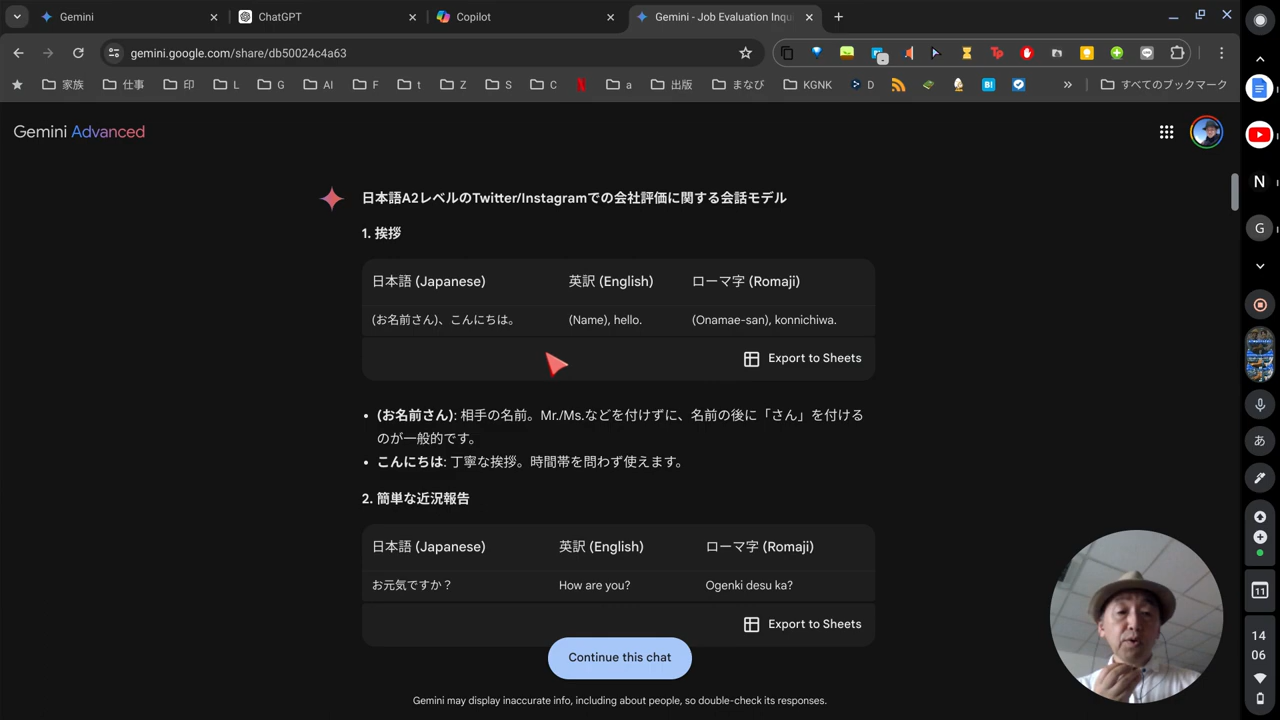 Gemini
ChatGPT
Copilot
Gemini - Job Evaluation Inqu
gemini.google.com/share/db50024c4a63
家族
仕事
印
L
G
AI
F
t
Z
S
C
a
出版
まなび
KGNK
D
B!
すべてのブックマーク
Gemini Advanced
日本語A2レベルのTwitter/Instagramでの会社評価に関する会話モデル
1. 挨拶
日本語 (Japanese) 英訳 (English) ローマ字 (Romaji)
(お名前さん)、こんにちは。 (Name), hello. (Onamae-san), konnichiwa.
Export to Sheets
• (お名前さん): 相手の名前。Mr./Ms.などを付けずに、名前の後に「さん」を付ける
のが一般的です。
• こんにちは: 丁寧な挨拶。時間帯を問わず使えます。
2. 簡単な近況報告
日本語 (Japanese) 英訳 (English) ローマ字 (Romaji)
お元気ですか？ How are you? Ogenki desu ka?
Export to Sheets
Continue this chat
Gemini may display inaccurate info, including about people, so double-check its responses.
N
G
あ
11
14
06